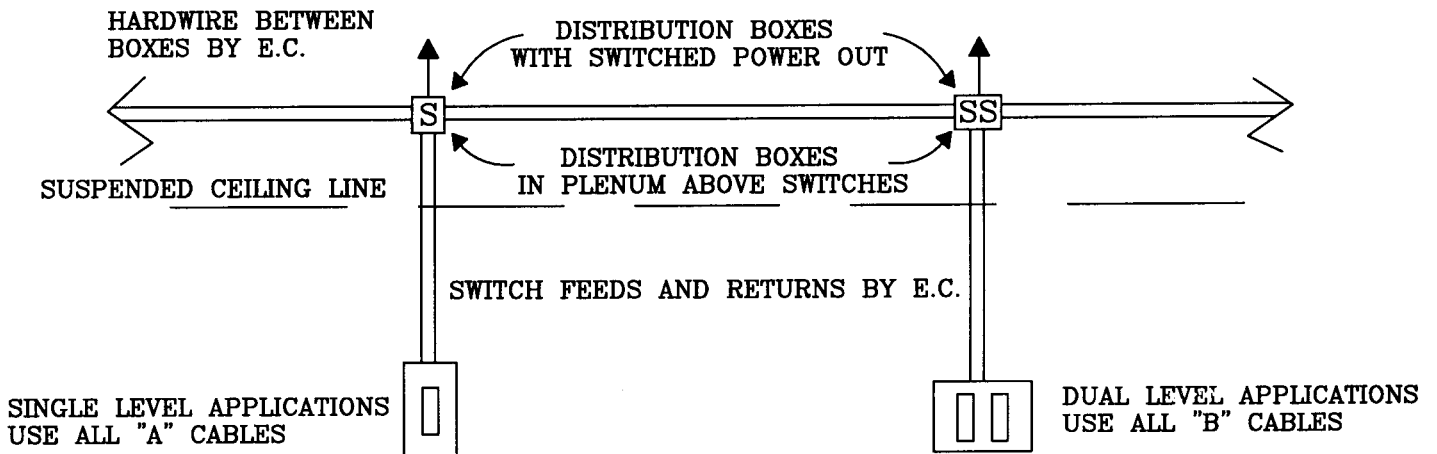 HARDWIRE BETWEEN
BOXES BY E.C.
DISTRIBUTION BOXES
WITH SWITCHED POWER OUT
S
SS
DISTRIBUTION BOXES
IN PLENUM ABOVE SWITCHES
SUSPENDED CEILING LINE
SWITCH FEEDS AND RETURNS BY E.C.
SINGLE LEVEL APPLICATIONS
USE ALL "A" CABLES
DUAL LEVEL APPLICATIONS
USE ALL "B" CABLES